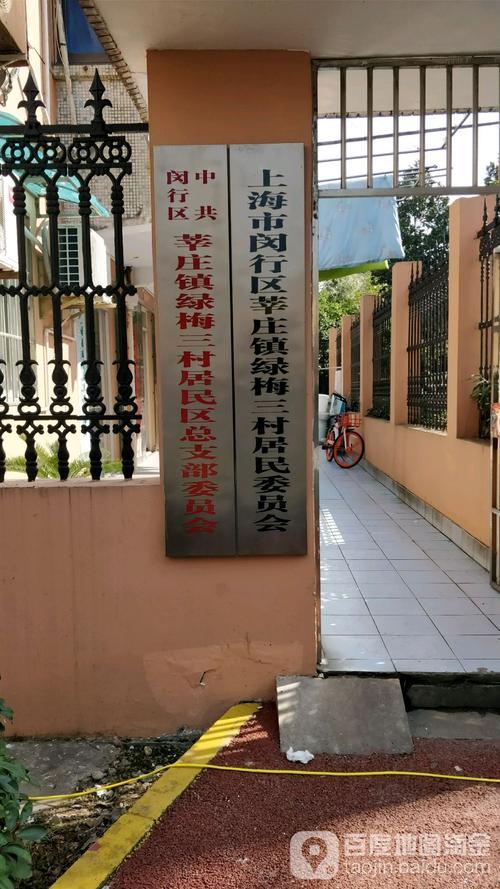 中共
闵行区
莘庄镇绿梅三村居民区总支部委员会
上海市闵行区莘庄镇绿梅三村居民委员会
百度地图淘金
taojin.baidu.com